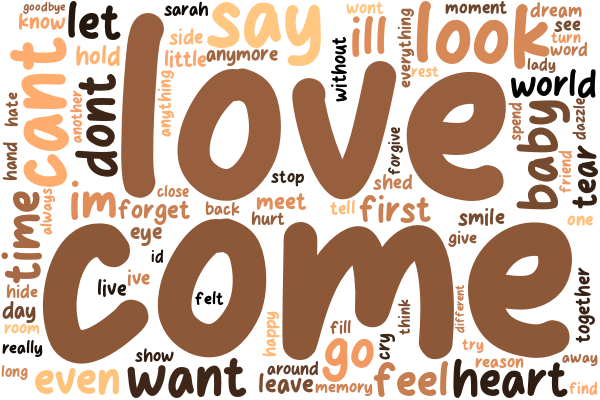 goodbye
know
let
sarah
say
wont
ill
everything
look
moment
dream
see
turn
word
lady
side
little
anymore
hold
cant
dont
anything
love
without
rest
world
hate
another
hand
always
baby
spend
dazzle
friend
tear
forgive
shed
stop
close
im
forget
back
meet
hurt
tell
first
smile
one
give
time
eye
id
come
ive
live
felt
hide
day
room
really
long
happy
fill
go
cry
think
different
together
try
reason
away
find
show
even
want
around
leave
memory
feel
heart